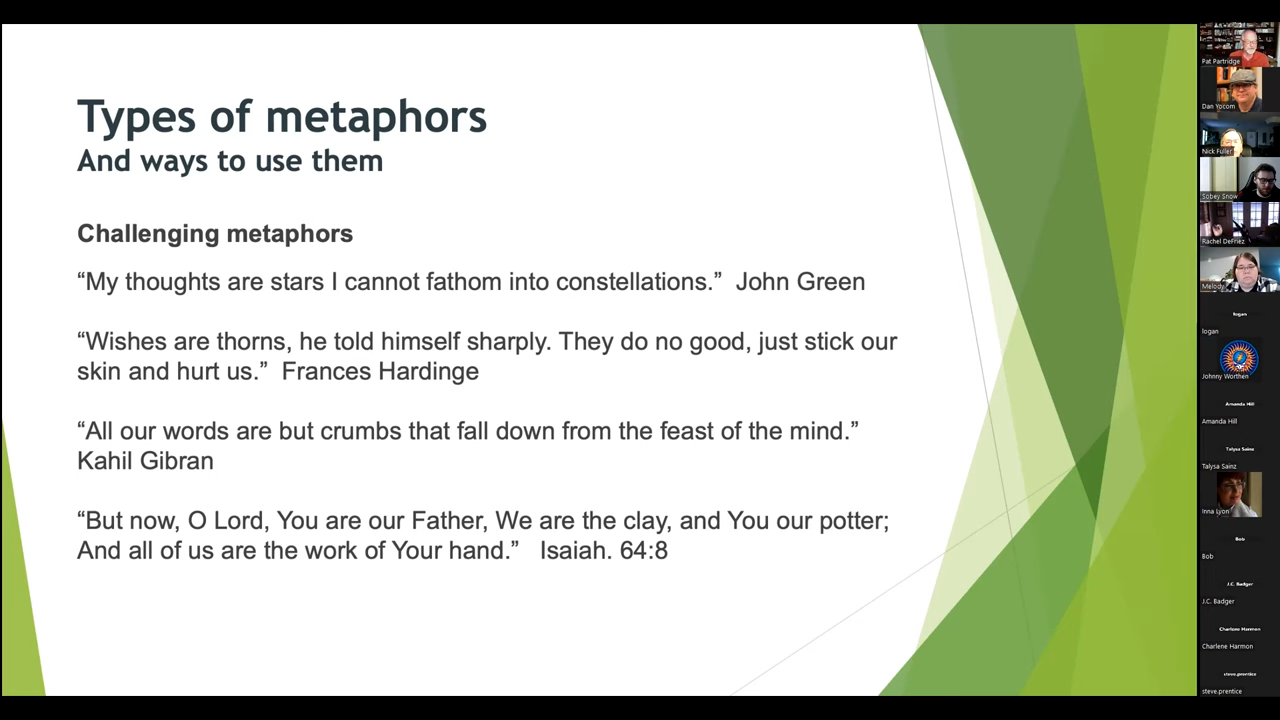 Types of metaphors
And ways to use them
Challenging metaphors
“My thoughts are stars I cannot fathom into constellations.”  John Green
“Wishes are thorns, he told himself sharply. They do no good, just stick our
skin and hurt us.”  Frances Hardinge
“All our words are but crumbs that fall down from the feast of the mind.”
Kahil Gibran
“But now, O Lord, You are our Father, We are the clay, and You our potter;
And all of us are the work of Your hand.”   Isaiah. 64:8
Pat Partridge
Dan Yocom
Nick Fuller
Sobey Snow
Rachel DeFriez
Melody
logan
logan
Johnny Worthen
Amanda Hill
Amanda Hill
Talysa Sainz
Talysa Sainz
Inna Lyon
Bob
Bob
J.C. Badger
J.C. Badger
Charlene Harmon
Charlene Harmon
steve.prentice
steve.prentice